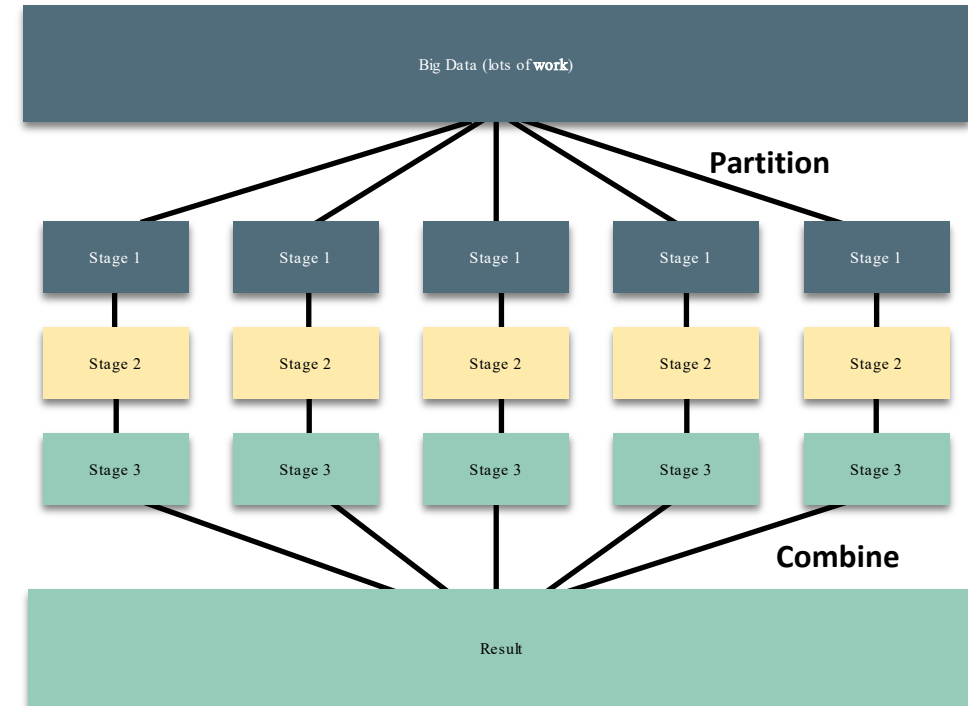 Big Data (lots of work)
Partition
Stage 1 Stage 1 Stage 1 Stage 1 Stage 1
Stage 2 Stage 2 Stage 2 Stage 2 Stage 2
Stage 3 Stage 3 Stage 3 Stage 3 Stage 3
Combine
Result